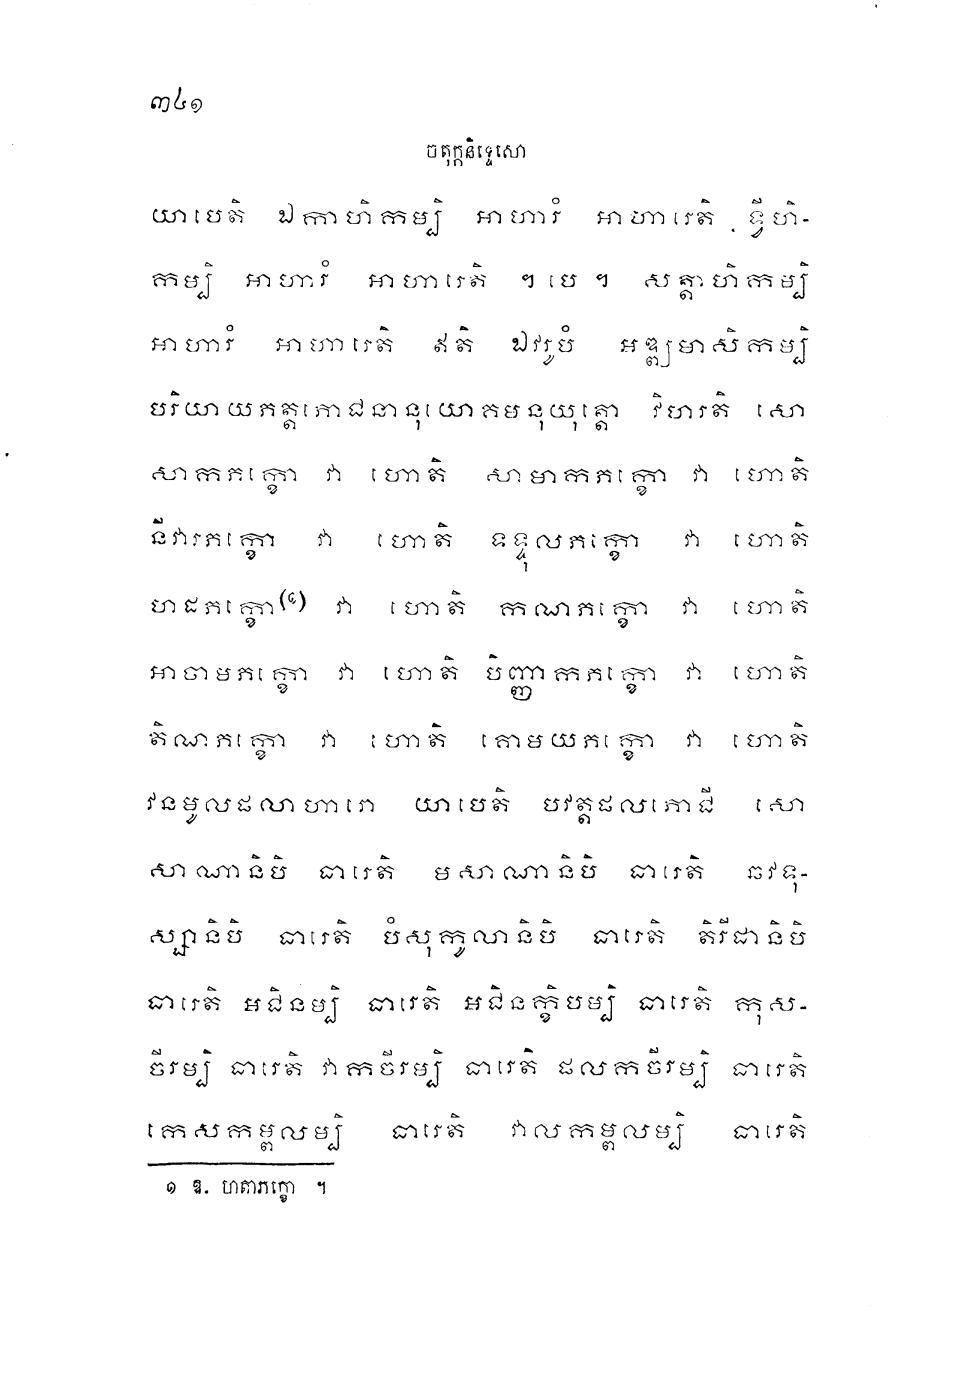 ៣៤១
ចតុក្កនិទ្ទេសោ
យាបេតិ ឯកាហិកម្បិ អាហារំ អាហារេតិ ទ្វីហិ-
កម្បិ អាហារំ អាហារេតិ ។ បេ ។ សត្តាហិកម្បិ
អាហារំ អាហារេតិ ឥតិ ឯវរូបំ អឌ្ឍមាសិកម្បិ
បរិយាយភត្តភោជនានុយោគមនុយុត្តោ វិហរតិ សោ
សាកភក្ខោ វា ហោតិ សាមាកភក្ខោ វា ហោតិ
នីវារភក្ខោ វា ហោតិ ទទ្ទុលភក្ខោ វា ហោតិ
ហដភក្ខោ(១) វា ហោតិ កណភក្ខោ វា ហោតិ
អាចាមភក្ខោ វា ហោតិ បិញ្ញាកភក្ខោ វា ហោតិ
តិណភក្ខោ វា ហោតិ គោមយភក្ខោ វា ហោតិ
វនមូលផលាហារោ យាបេតិ បវត្តផលភោជី សោ
សាណានិបិ ធារេតិ មសាណានិបិ ធារេតិ ឆវទុ-
ស្សានិបិ ធារេតិ បំសុកូលានិបិ ធារេតិ តិរីដានិបិ
ធារេតិ អជិនម្បិ ធារេតិ អជិនក្ខិបម្បិ ធារេតិ កុស-
ចីរម្បិ ធារេតិ វាកចីរម្បិ ធារេតិ ផលកចីរម្បិ ធារេតិ
កេសកម្ពលម្បិ ធារេតិ វាលកម្ពលម្បិ ធារេតិ
១ ឱ. ហតាភក្ខោ ។